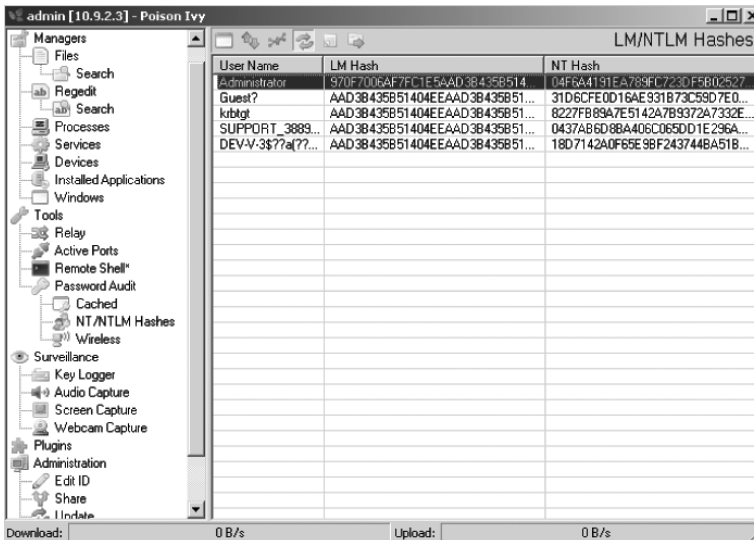 admin [10.9.2.3] - Poison Ivy
Managers
Files
Search
Regedit
Search
Processes
Services
Devices
Installed Applications
Windows
Tools
Relay
Active Ports
Remote Shell*
Password Audit
Cached
NT/NTLM Hashes
Wireless
Surveillance
Key Logger
Audio Capture
Screen Capture
Webcam Capture
Plugins
Administration
Edit ID
Share
Update
LM/NTLM Hashes
User Name LM Hash NT Hash
Administrator 970F7006AF7FC1E5AAD3B435B514... 04F6A4191EA789FC723DF5B02527...
Guest? AAD3B435B51404EEAAD3B435B51... 31D6CFE0D16AE931B73C59D7E0...
krbtgt AAD3B435B51404EEAAD3B435B51... 8227FB89A7E5142A7B9372A7332E...
SUPPORT_3889... AAD3B435B51404EEAAD3B435B51... 0437AB6D8BA406C065DD1E296A...
DEV-V-3$??a(??... AAD3B435B51404EEAAD3B435B51... 18D7142A0F65E9BF243744BA51B...
Download: 0 B/s Upload: 0 B/s